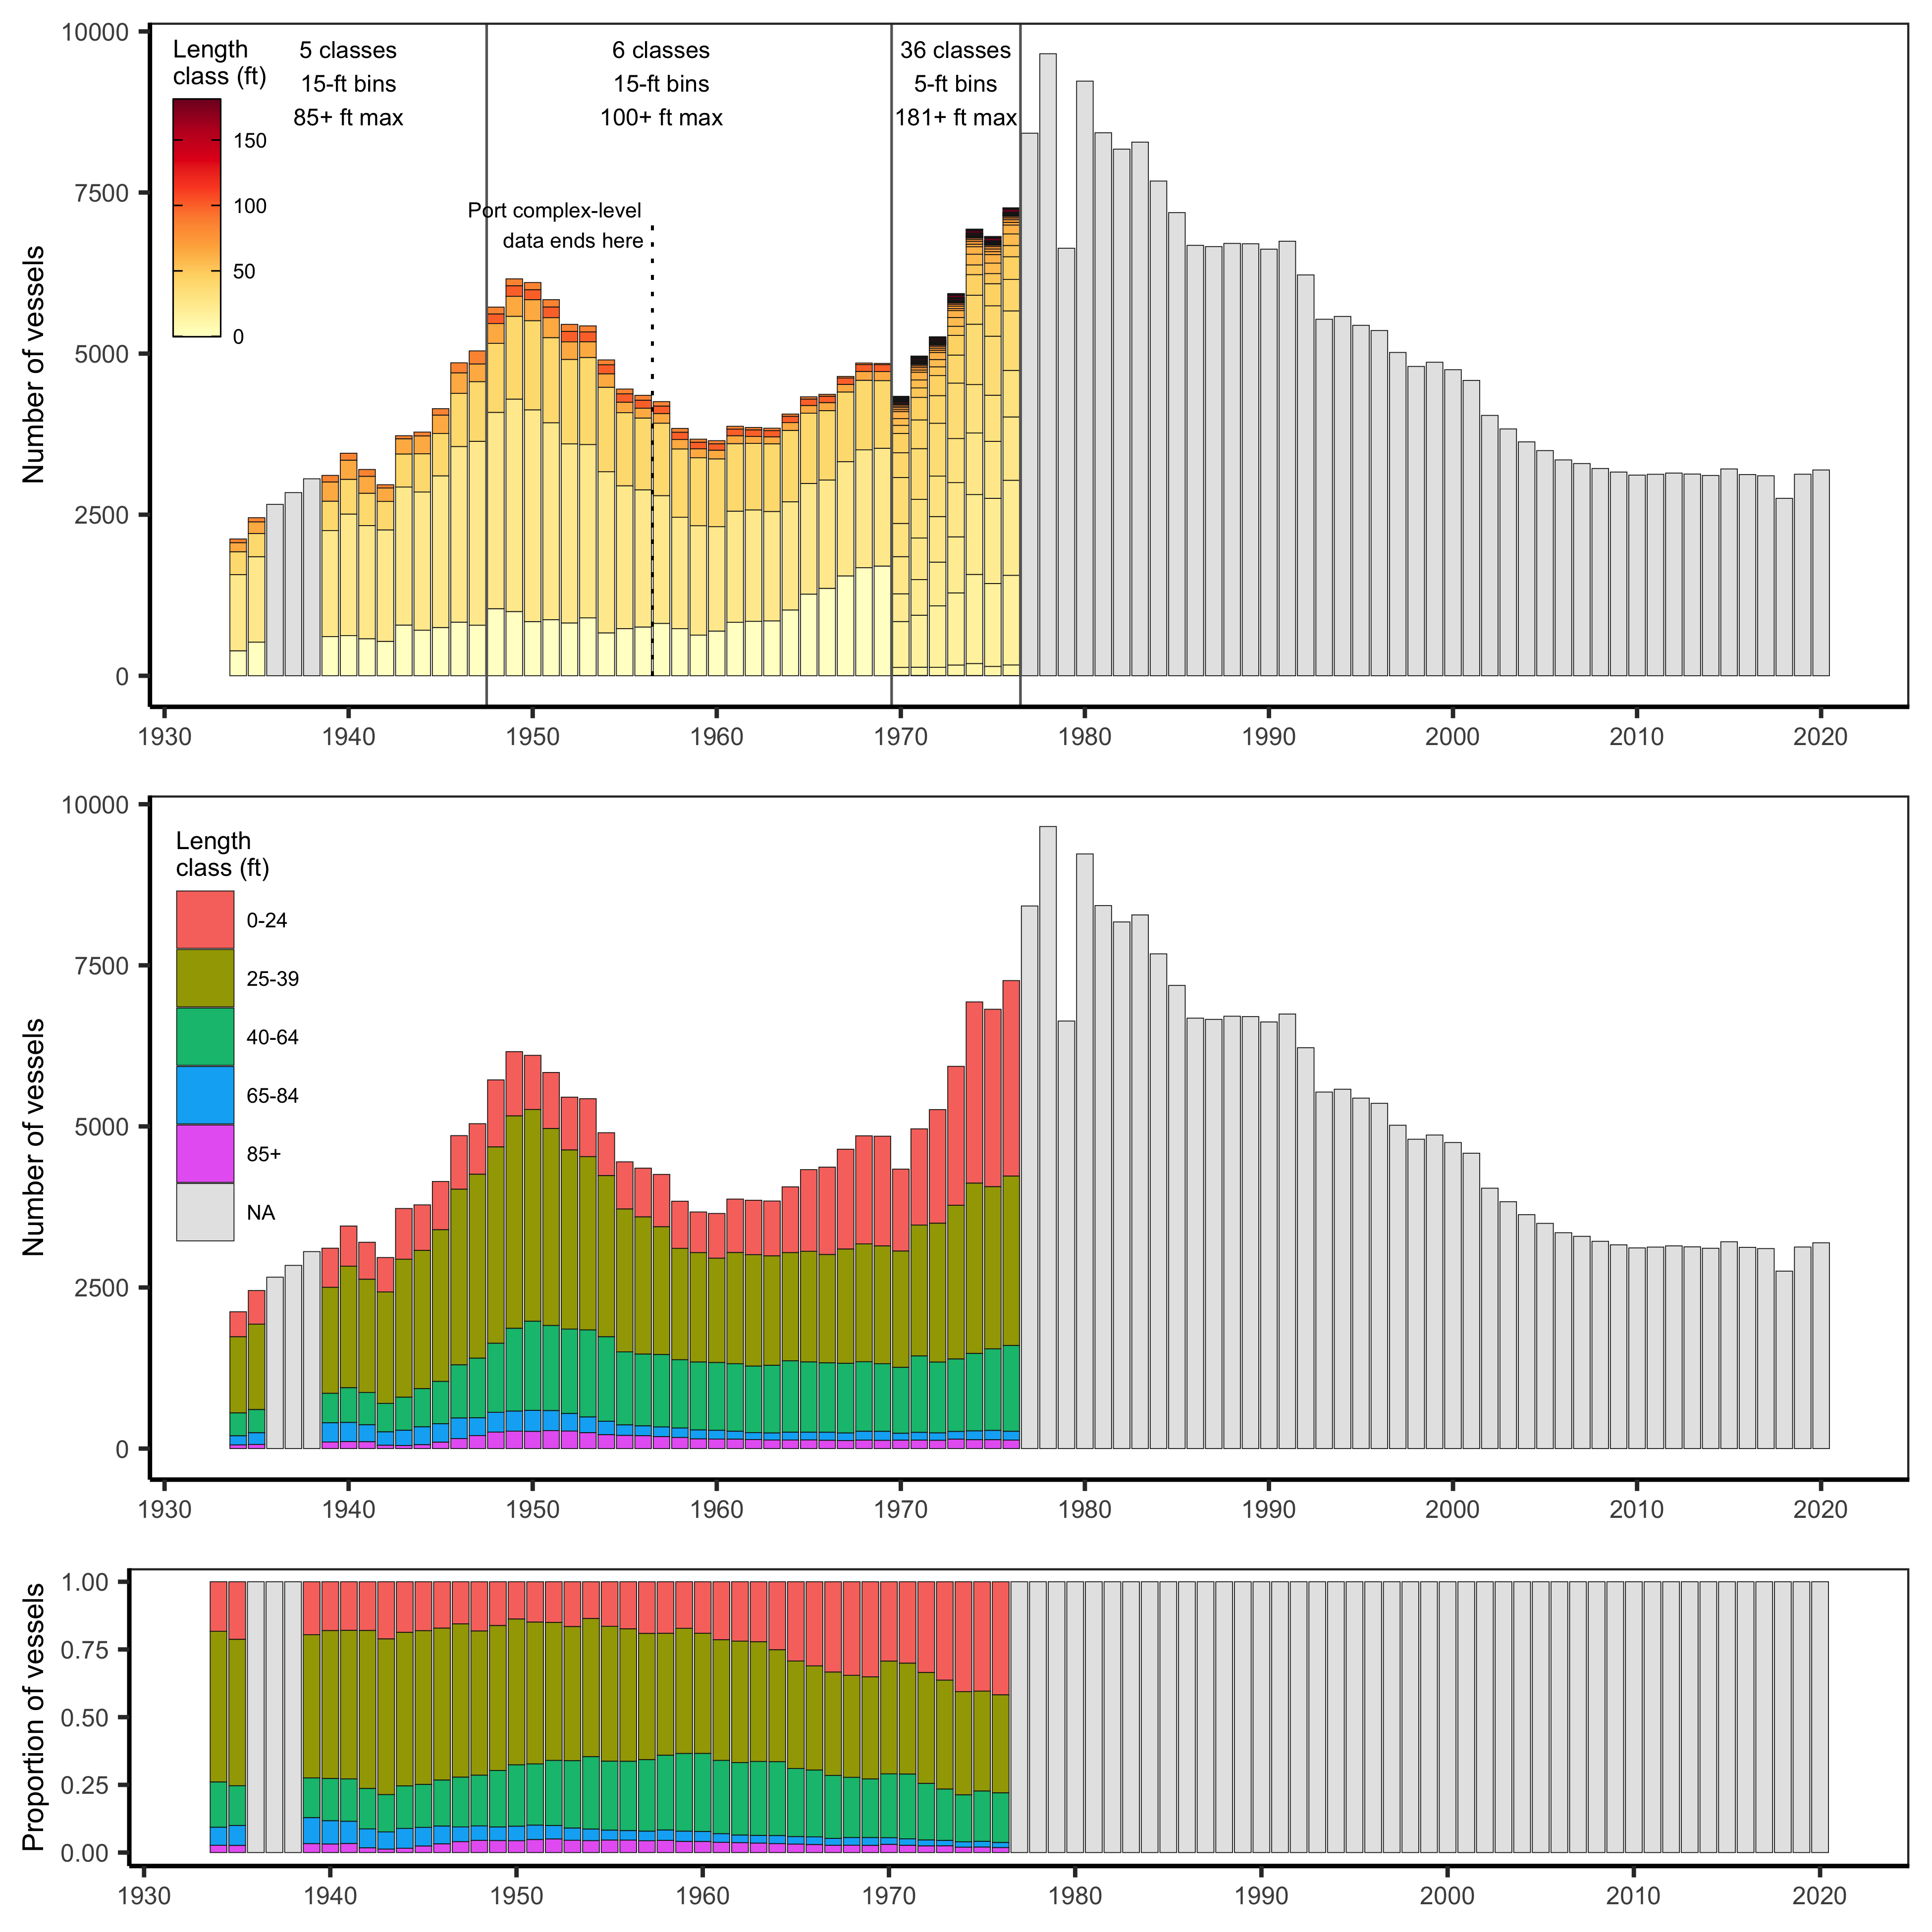 10000
7500
5000
2500
0
Number of vessels
Length
class (ft)
150
100
50
0
5 classes
15-ft bins
85+ ft max
6 classes
15-ft bins
100+ ft max
36 classes
5-ft bins
181+ ft max
Port complex-level
data ends here
1930 1940 1950 1960 1970 1980 1990 2000 2010 2020
10000
7500
5000
2500
0
Number of vessels
Length
class (ft)
0-24
25-39
40-64
65-84
85+
NA
1930 1940 1950 1960 1970 1980 1990 2000 2010 2020
1.00
0.75
0.50
0.25
0.00
Proportion of vessels
1930 1940 1950 1960 1970 1980 1990 2000 2010 2020